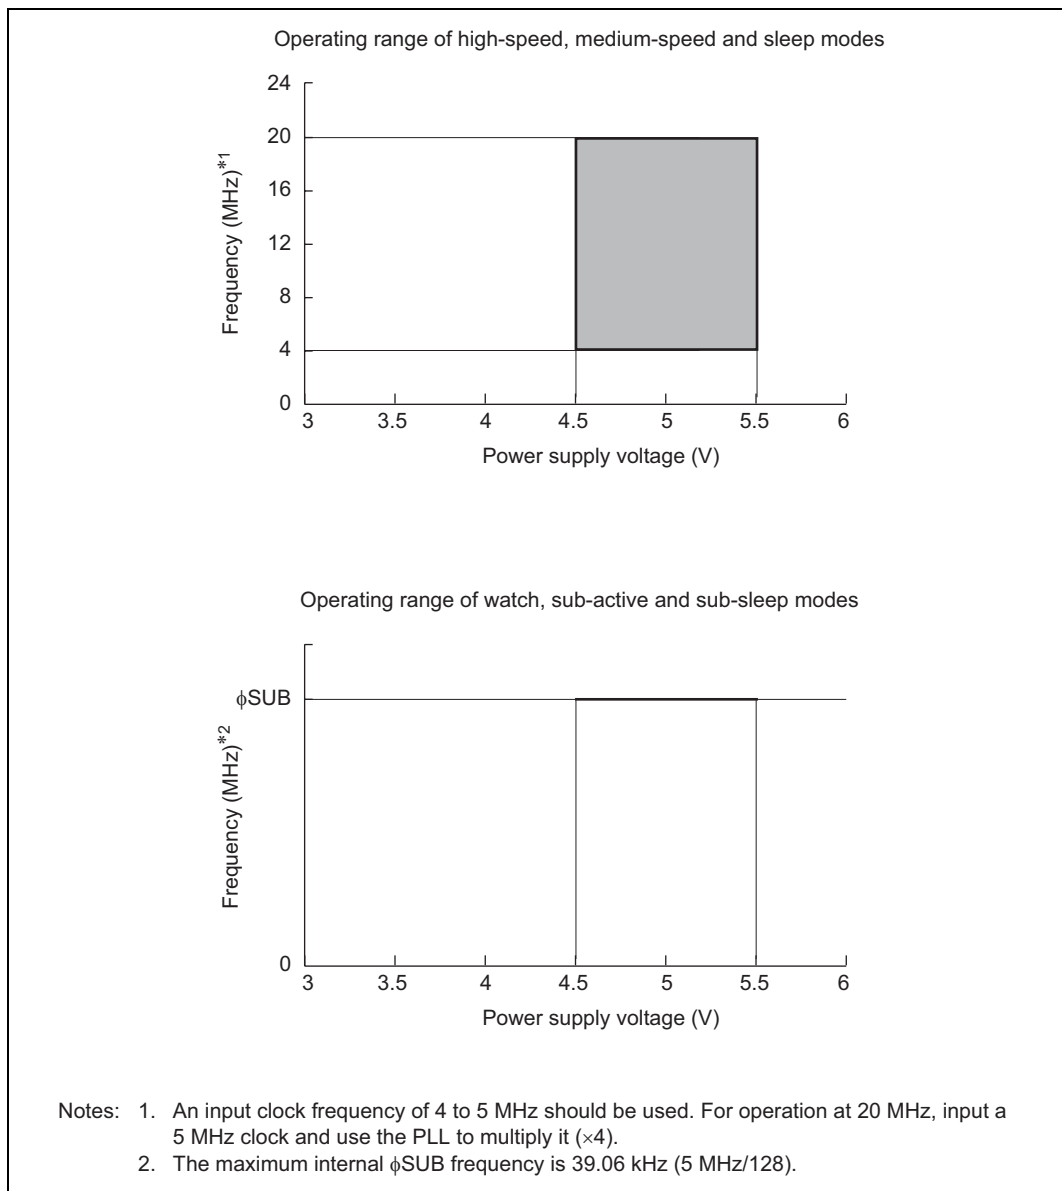 Operating range of high-speed, medium-speed and sleep modes
24
20
16
12
8
4
0
Frequency (MHz)*1
3 3.5 4 4.5 5 5.5 6
Power supply voltage (V)
Operating range of watch, sub-active and sub-sleep modes
ϕSUB
0
Frequency (MHz)*2
3 3.5 4 4.5 5 5.5 6
Power supply voltage (V)
Notes: 1. An input clock frequency of 4 to 5 MHz should be used. For operation at 20 MHz, input a
5 MHz clock and use the PLL to multiply it (×4).
2. The maximum internal ϕSUB frequency is 39.06 kHz (5 MHz/128).